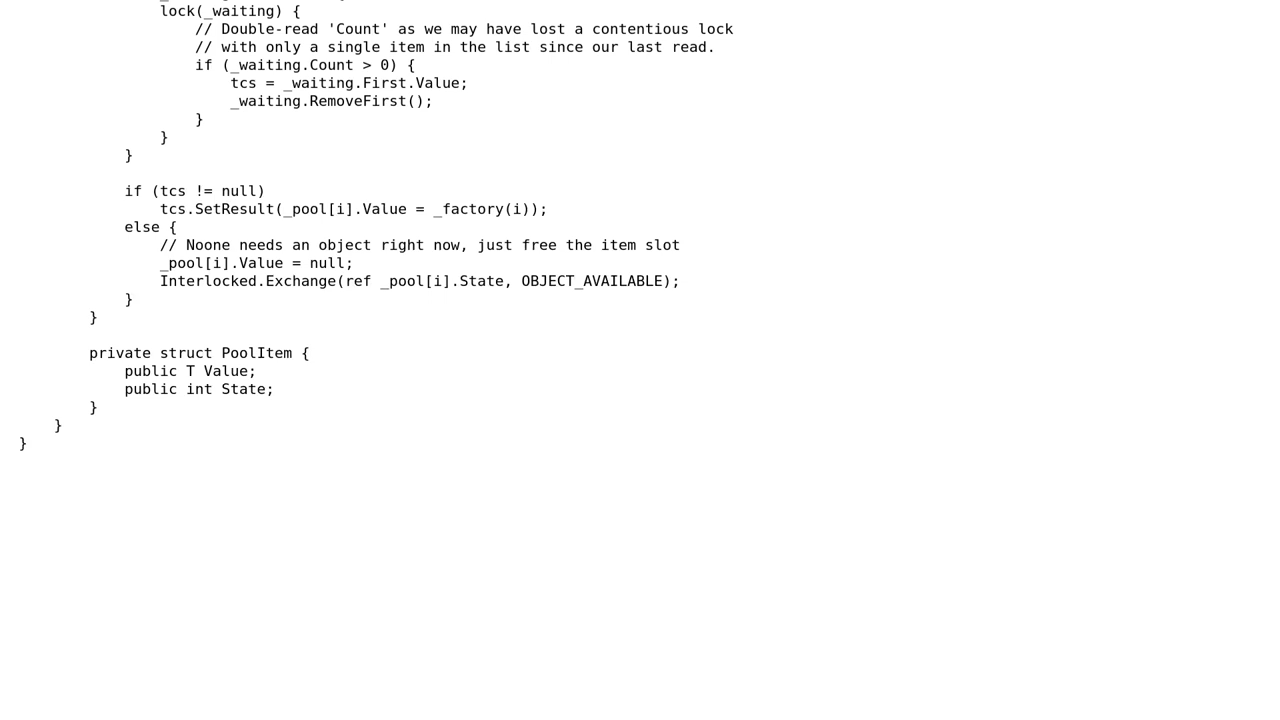 lock(_waiting) {
// Double-read 'Count' as we may have lost a contentious lock
// with only a single item in the list since our last read.
if (_waiting.Count > 0) {
tcs = _waiting.First.Value;
_waiting.RemoveFirst();
}
}
}
if (tcs != null)
tcs.SetResult(_pool[i].Value = _factory(i));
else {
// Noone needs an object right now, just free the item slot
_pool[i].Value = null;
Interlocked.Exchange(ref _pool[i].State, OBJECT_AVAILABLE);
}
}
private struct PoolItem {
public T Value;
public int State;
}
}
}